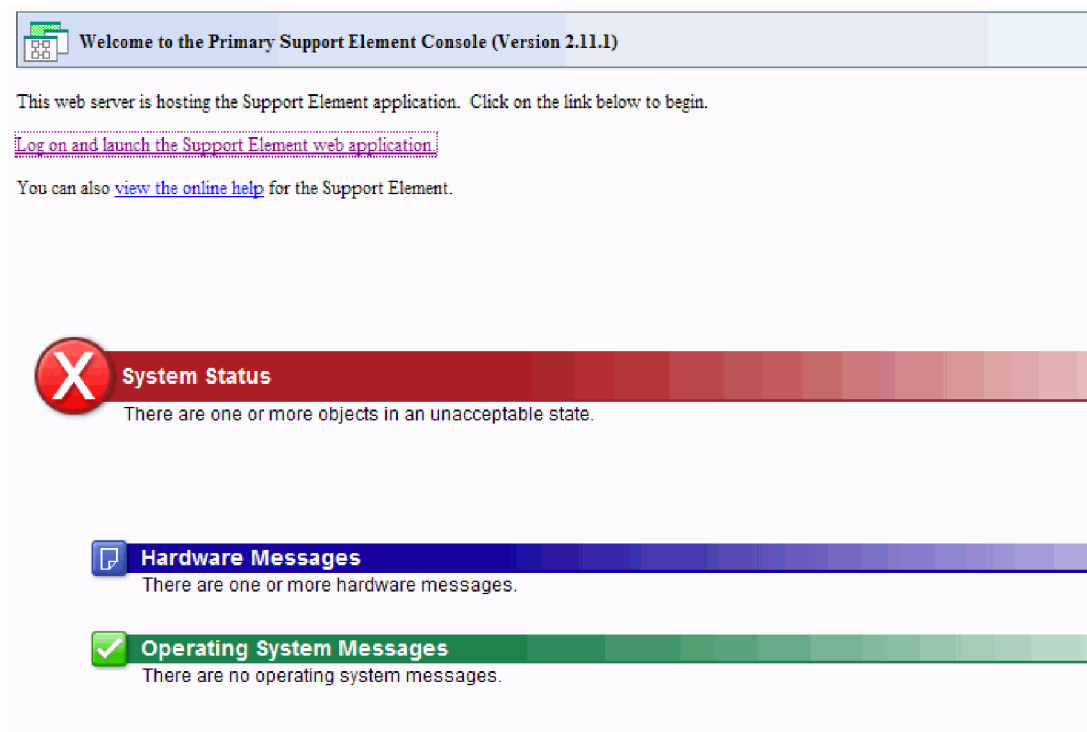 Welcome to the Primary Support Element Console (Version 2.11.1)
This web server is hosting the Support Element application. Click on the link below to begin.
Log on and launch the Support Element web application.
You can also view the online help for the Support Element.
System Status
There are one or more objects in an unacceptable state.
Hardware Messages
There are one or more hardware messages.
Operating System Messages
There are no operating system messages.